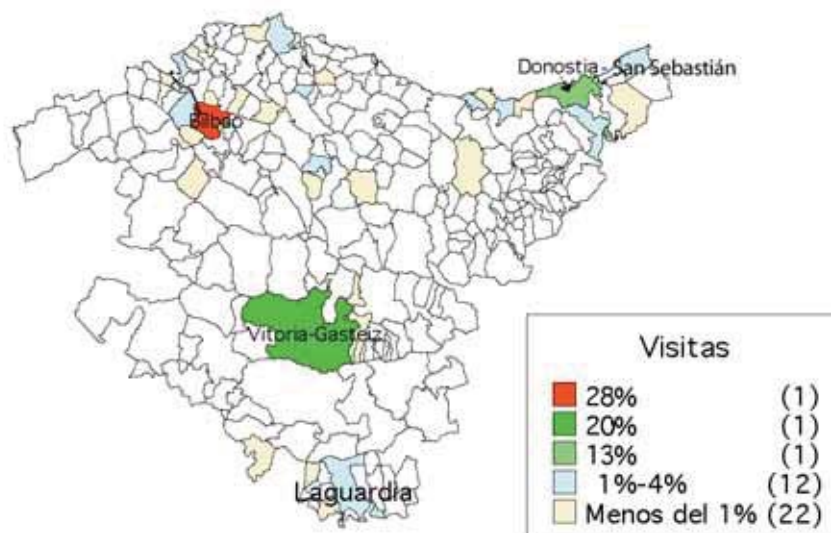 Donostia - San Sebastián
Bilbao
Vitoria-Gasteiz
Laguardia
Visitas
28% (1)
20% (1)
13% (1)
1%-4% (12)
Menos del 1% (22)